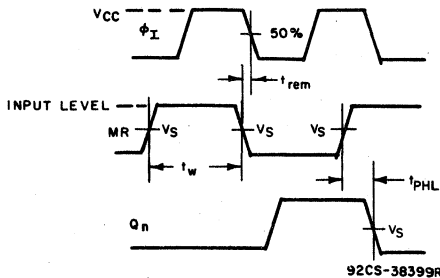 VCC
ϕI
50%
trem
INPUT LEVEL
MR
VS
VS
VS
tw
tPHL
Qn
VS
92CS-38399R